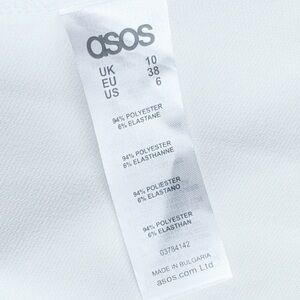 asos
UK 10
EU 38
US 6
94% POLYESTER
6% ELASTANE
94% POLYESTER
6% ELASTHANNE
94% POLIESTER
6% ELASTANO
94% POLYESTER
6% ELASTHAN
03784142
MADE IN BULGARIA
asos.com Ltd